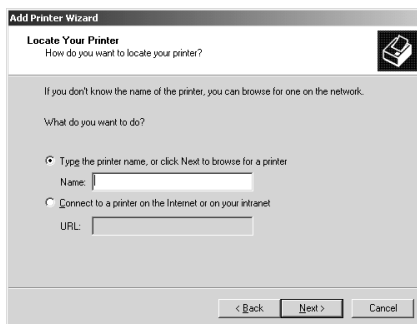 Add Printer Wizard
Locate Your Printer
How do you want to locate your printer?
If you don't know the name of the printer, you can browse for one on the network.
What do you want to do?
Type the printer name, or click Next to browse for a printer
Name:
Connect to a printer on the Internet or on your intranet
URL:
< Back Next > Cancel